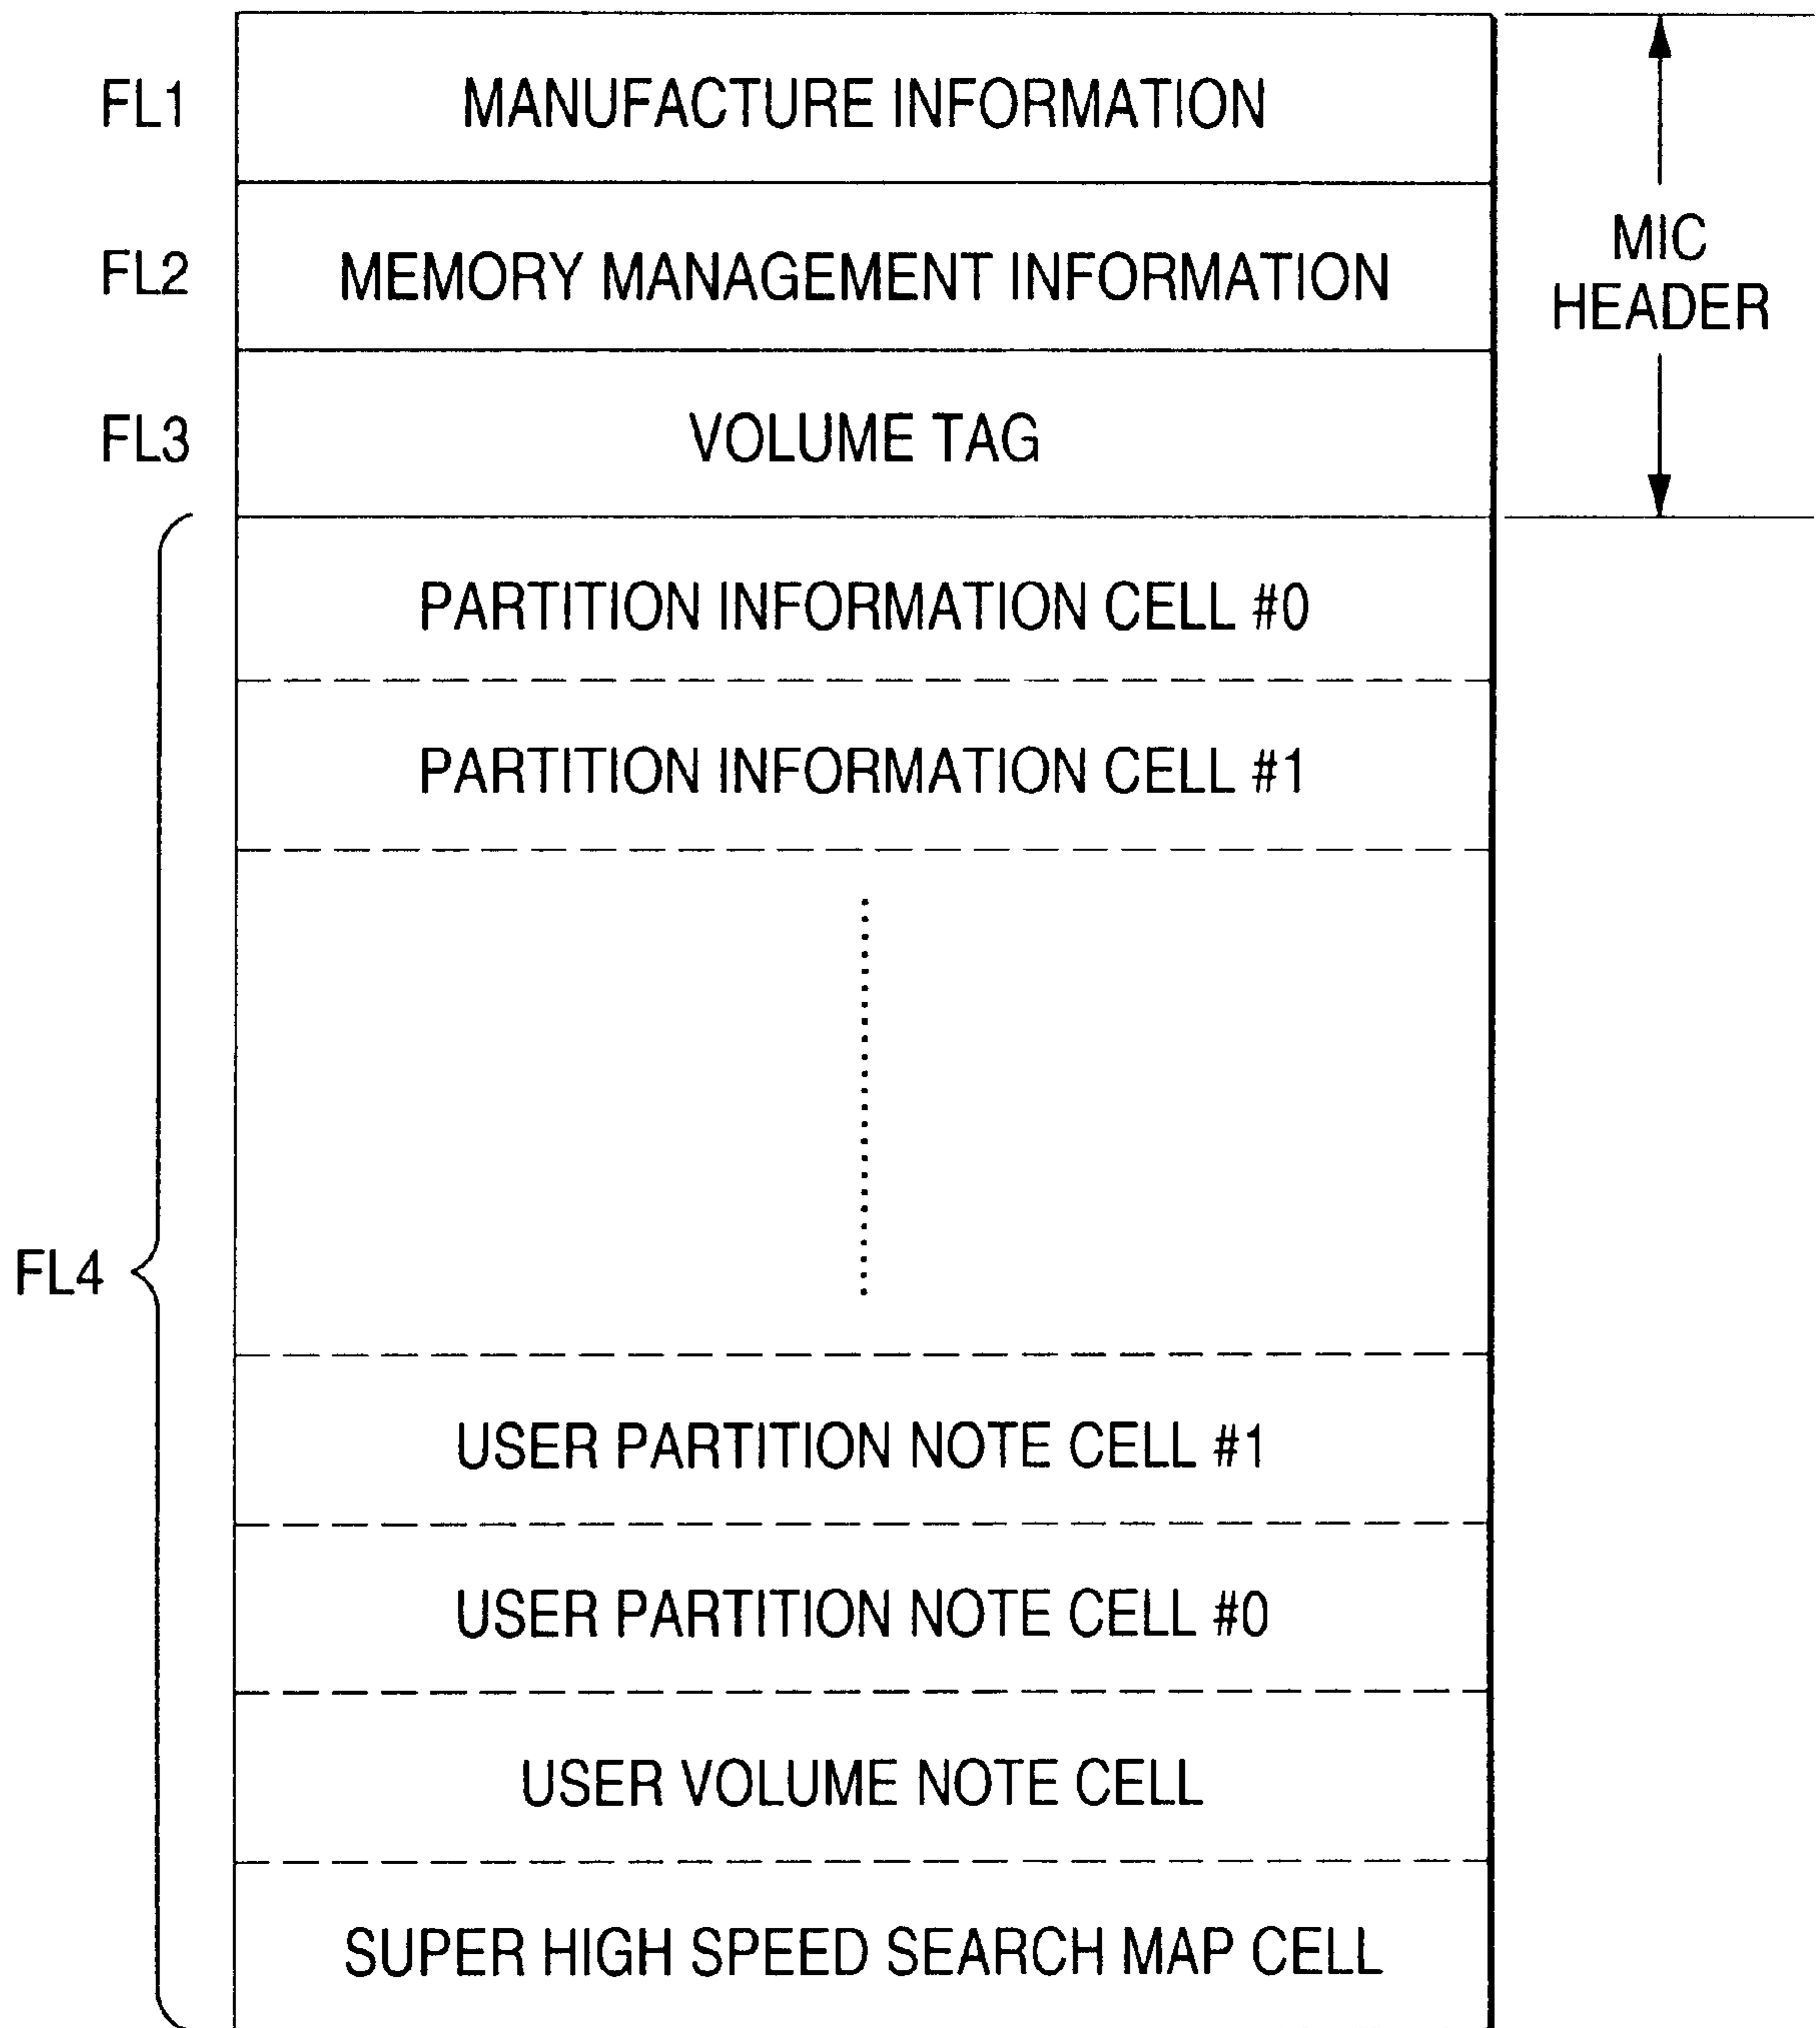 FL1
MANUFACTURE INFORMATION
FL2
MEMORY MANAGEMENT INFORMATION
MIC
HEADER
FL3
VOLUME TAG
PARTITION INFORMATION CELL #0
PARTITION INFORMATION CELL #1
FL4
USER PARTITION NOTE CELL #1
USER PARTITION NOTE CELL #0
USER VOLUME NOTE CELL
SUPER HIGH SPEED SEARCH MAP CELL